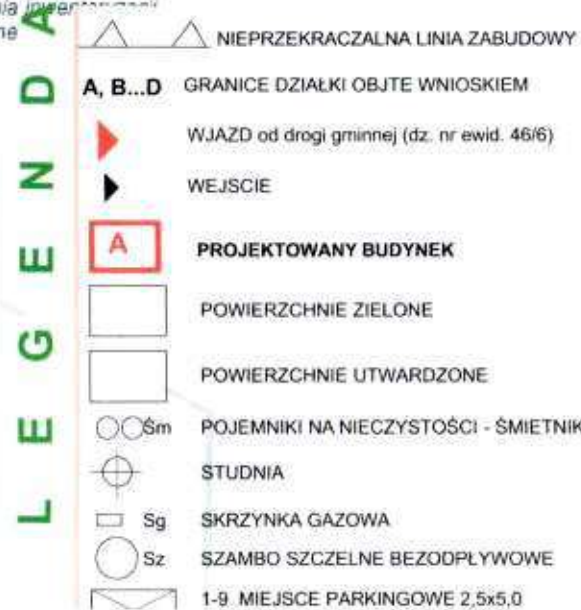 NIEPRZEKRACZALNA LINIA ZABUDOWY
A, B...D GRANICE DZIAŁKI OBJTE WNIOSKIEM
WJAZD od drogi gminnej (dz. nr ewid. 46/6)
WEJSCIE
A PROJEKTOWANY BUDYNEK
POWIERZCHNIE ZIELONE
POWIERZCHNIE UTWARDZONE
Śm POJEMNIKI NA NIECZYSTOŚCI - ŚMIETNIK
STUDNIA
Sg SKRZYNKA GAZOWA
Sz SZAMBO SZCZELNE BEZODPŁYWOWE
1-9 MIEJSCE PARKINGOWE 2,5x5,0
LEGENDA